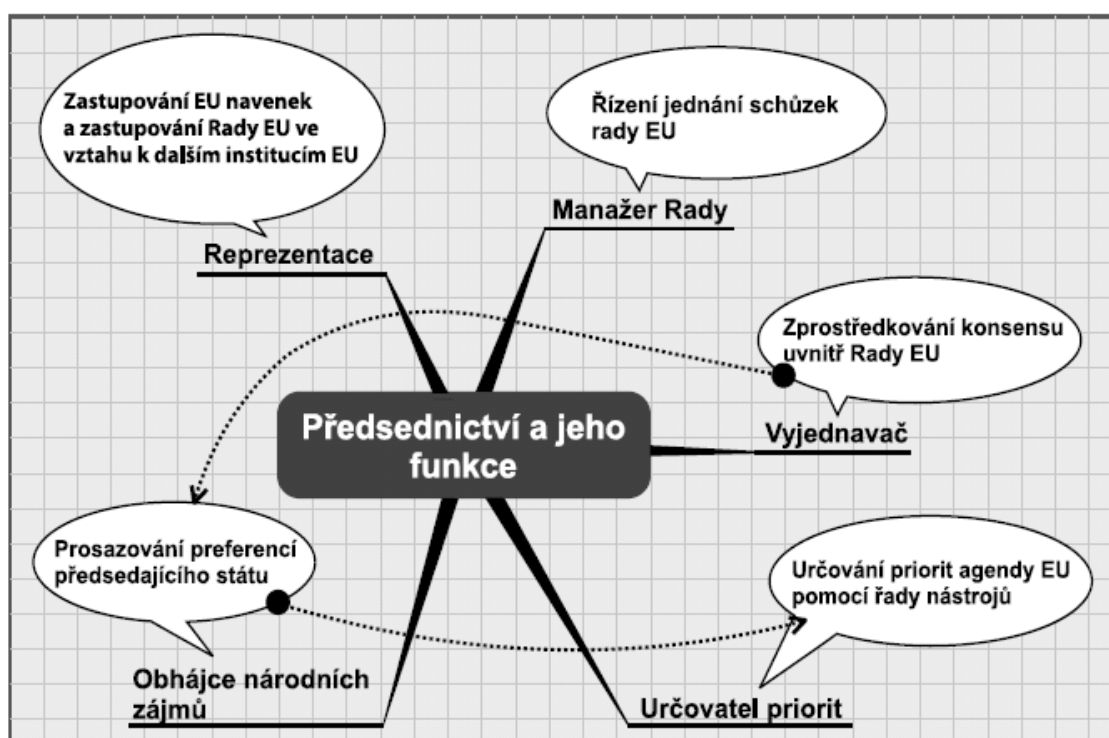 Zastupování EU navenek
a zastupování Rady EU ve
vztahu k dalším institucím EU
Reprezentace
Řízení jednání schůzek
rady EU
Manažer Rady
Zprostředkování konsensu
uvnitř Rady EU
Vyjednavač
Předsednictví a jeho
funkce
Prosazování preferencí
předsedajícího státu
Obhájce národních
zájmů
Určování priorit agendy EU
pomocí řady nástrojů
Určovatel priorit